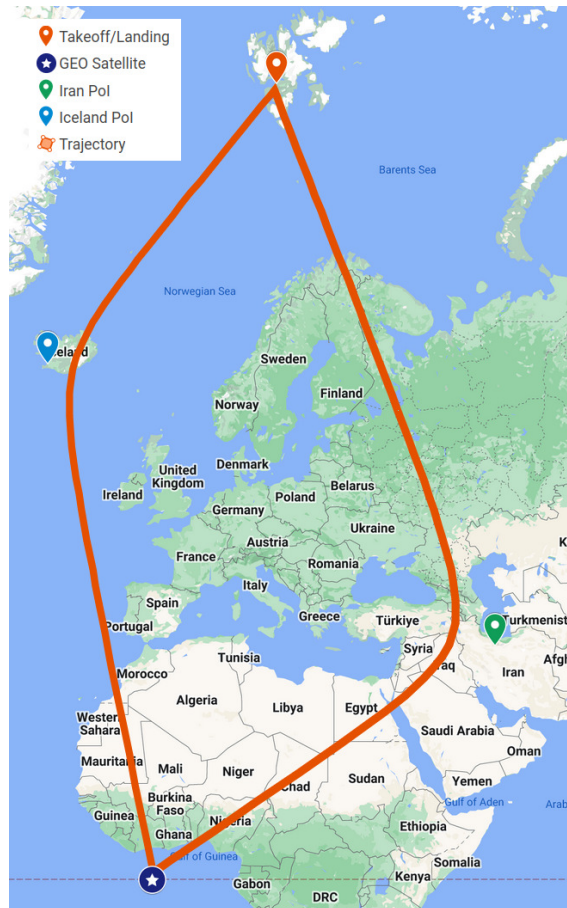 Takeoff/Landing
GEO Satellite
Iran PoI
Iceland PoI
Trajectory
Barents Sea
Norwegian Sea
eland
Sweden
Finland
Norway
Denmark
United
Kingdom
Ireland
Belarus
Poland
Germany
Ukraine
Austria
France
Romania
Italy
Spain
Portugal
Greece
Türkiye
Turkmenist
Syria
raq
Iran
Afgh
Tunisia
Morocco
Algeria
Libya
Egypt
Western
Sahara
Saudi Arabia
Oman
Mauritania
Mali
Niger
Chad
Sudan
Yemen
Gulf of Aden
Arab
Burkina
Faso
Guinea
Nigeria
Ghana
Ethiopia
Gulf of Guinea
Somalia
Gabon
Kenya
DRC
K